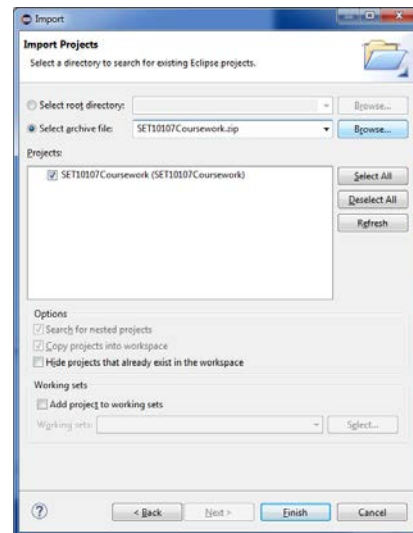 Import
Import Projects
Select a directory to search for existing Eclipse projects.
Select root directory:
Browse...
Select archive file:
SET10107Coursework.zip
Browse...
Projects:
SET10107Coursework (SET10107Coursework)
Select All
Deselect All
Refresh
Options
Search for nested projects
Copy projects into workspace
Hide projects that already exist in the workspace
Working sets
Add project to working sets
Working sets:
Select...
?
< Back
Next >
Finish
Cancel